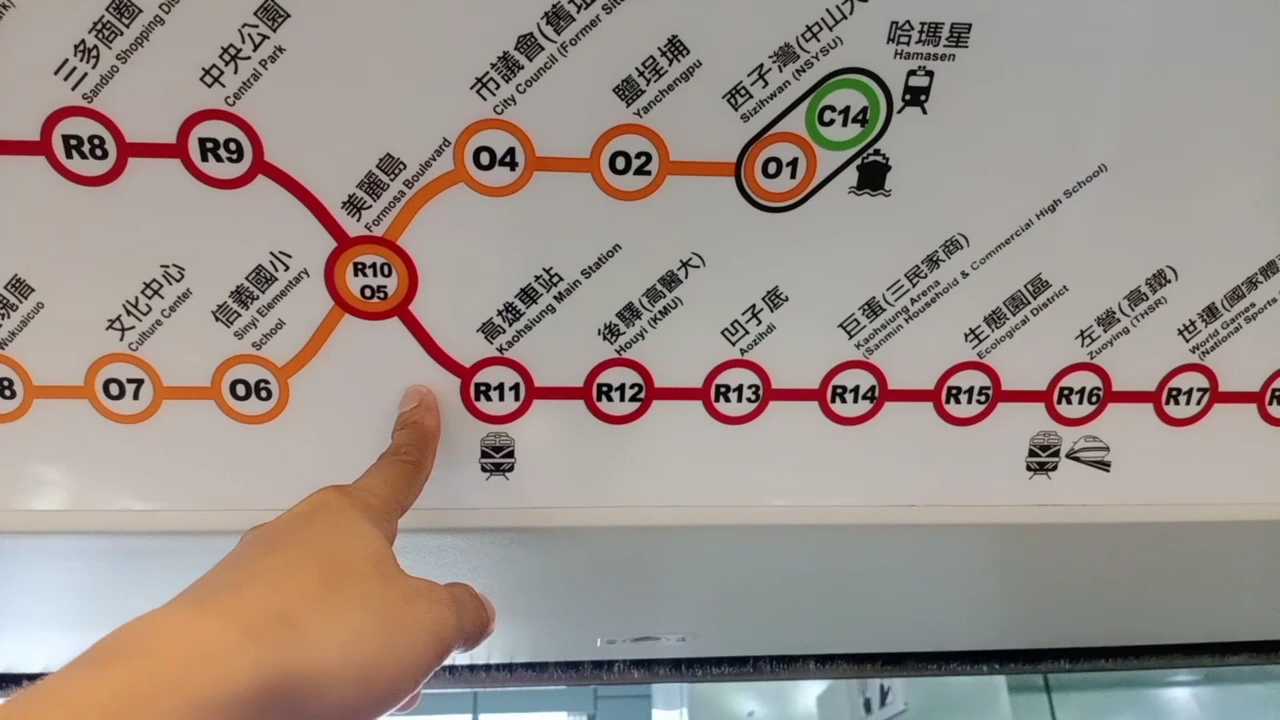 三多商圈
Sanduo Shopping
中央公園
Central Park
市議會(舊址
City Council (Former Site
鹽埕埔
Yanchengpu
西子灣(中山大
Sizihwan (NSYSU)
哈瑪星
Hamasen
R8
R9
O4
O2
O1
C14
美麗島
Formosa Boulevard
R10
O5
文化中心
Culture Center
信義國小
Sinyi Elementary
School
高雄車站
Kaohsiung Main Station
後驛(高醫大)
Houyi (KMU)
凹子底
Aozihdi
巨蛋(三民家商)
Kaohsiung Arena
(Sanmin Household & Commercial High School)
生態園區
Ecological District
左營(高鐵)
Zuoying (THSR)
世運(國家體
World Games
(National Sports
8
O7
O6
R11
R12
R13
R14
R15
R16
R17
R